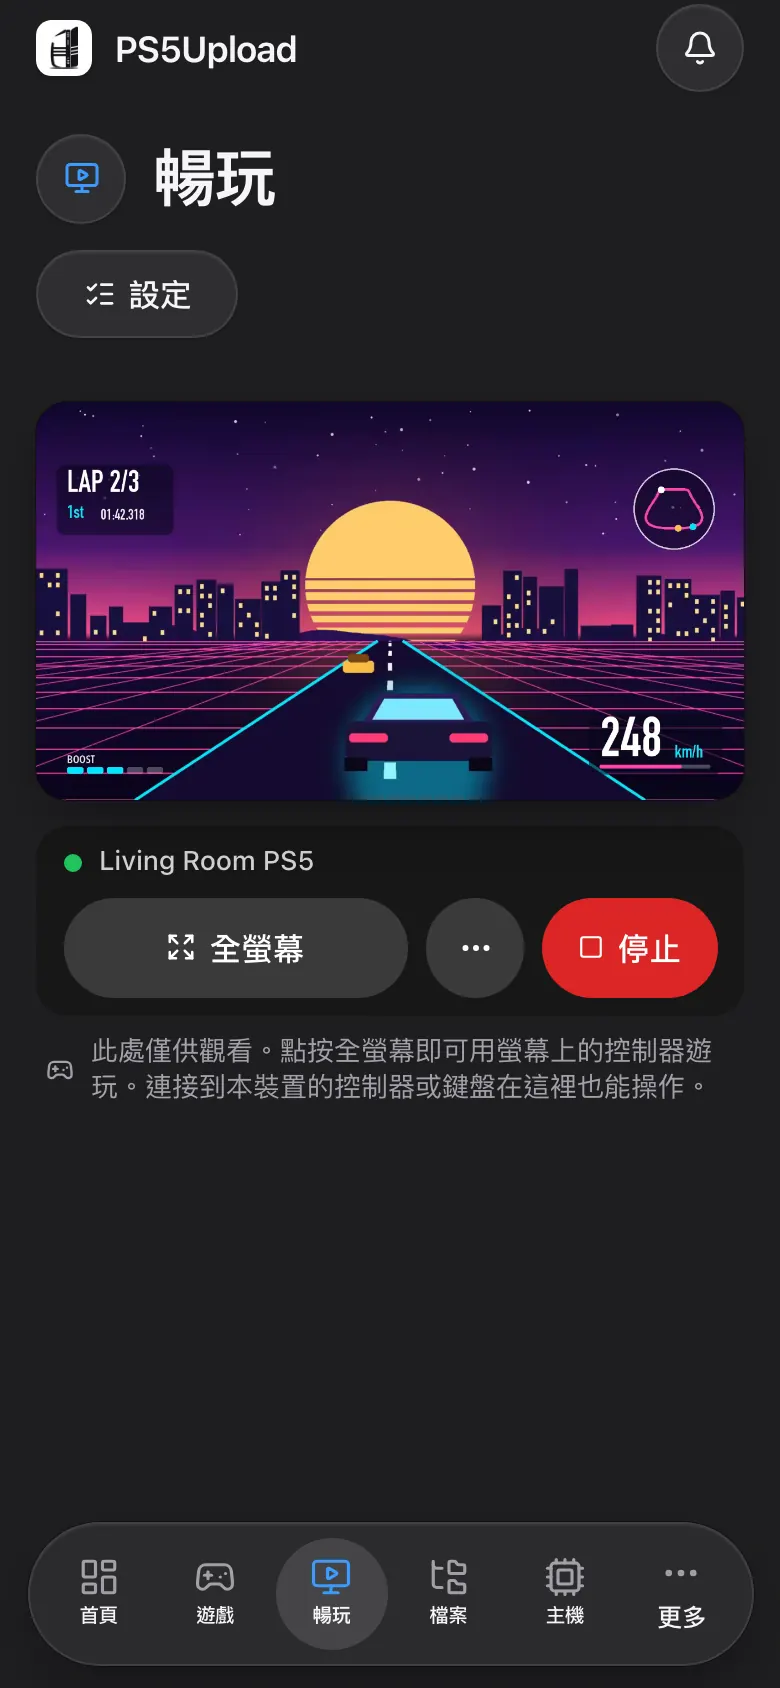 PS5Upload
暢玩
設定
LAP 2/3
1st 01:42.318
BOOST
248 km/h
Living Room PS5
全螢幕
停止
此處僅供觀看。點按全螢幕即可用螢幕上的控制器遊
玩。連接到本裝置的控制器或鍵盤在這裡也能操作。
首頁 遊戲 暢玩 檔案 主機 更多